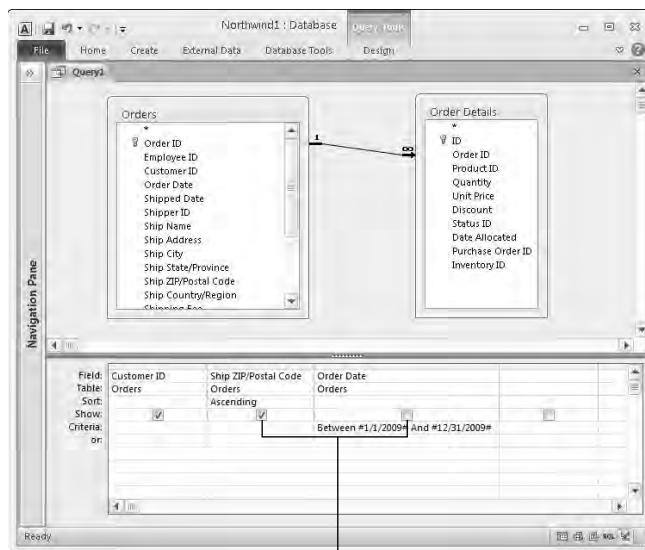 Northwind1 : Database
Query Tools
File Home Create External Data Database Tools Design
Query1
Navigation Pane
Orders
*
Order ID
Employee ID
Customer ID
Order Date
Shipped Date
Shipper ID
Ship Name
Ship Address
Ship City
Ship State/Province
Ship ZIP/Postal Code
Ship Country/Region
Shipping Fee
1
∞
Order Details
*
ID
Order ID
Product ID
Quantity
Unit Price
Discount
Status ID
Date Allocated
Purchase Order ID
Inventory ID
Field: Customer ID Ship ZIP/Postal Code Order Date
Table: Orders Orders Orders
Sort: Ascending
Show:
Criteria: Between #1/1/2009# And #12/31/2009#
or:
Ready
SQL